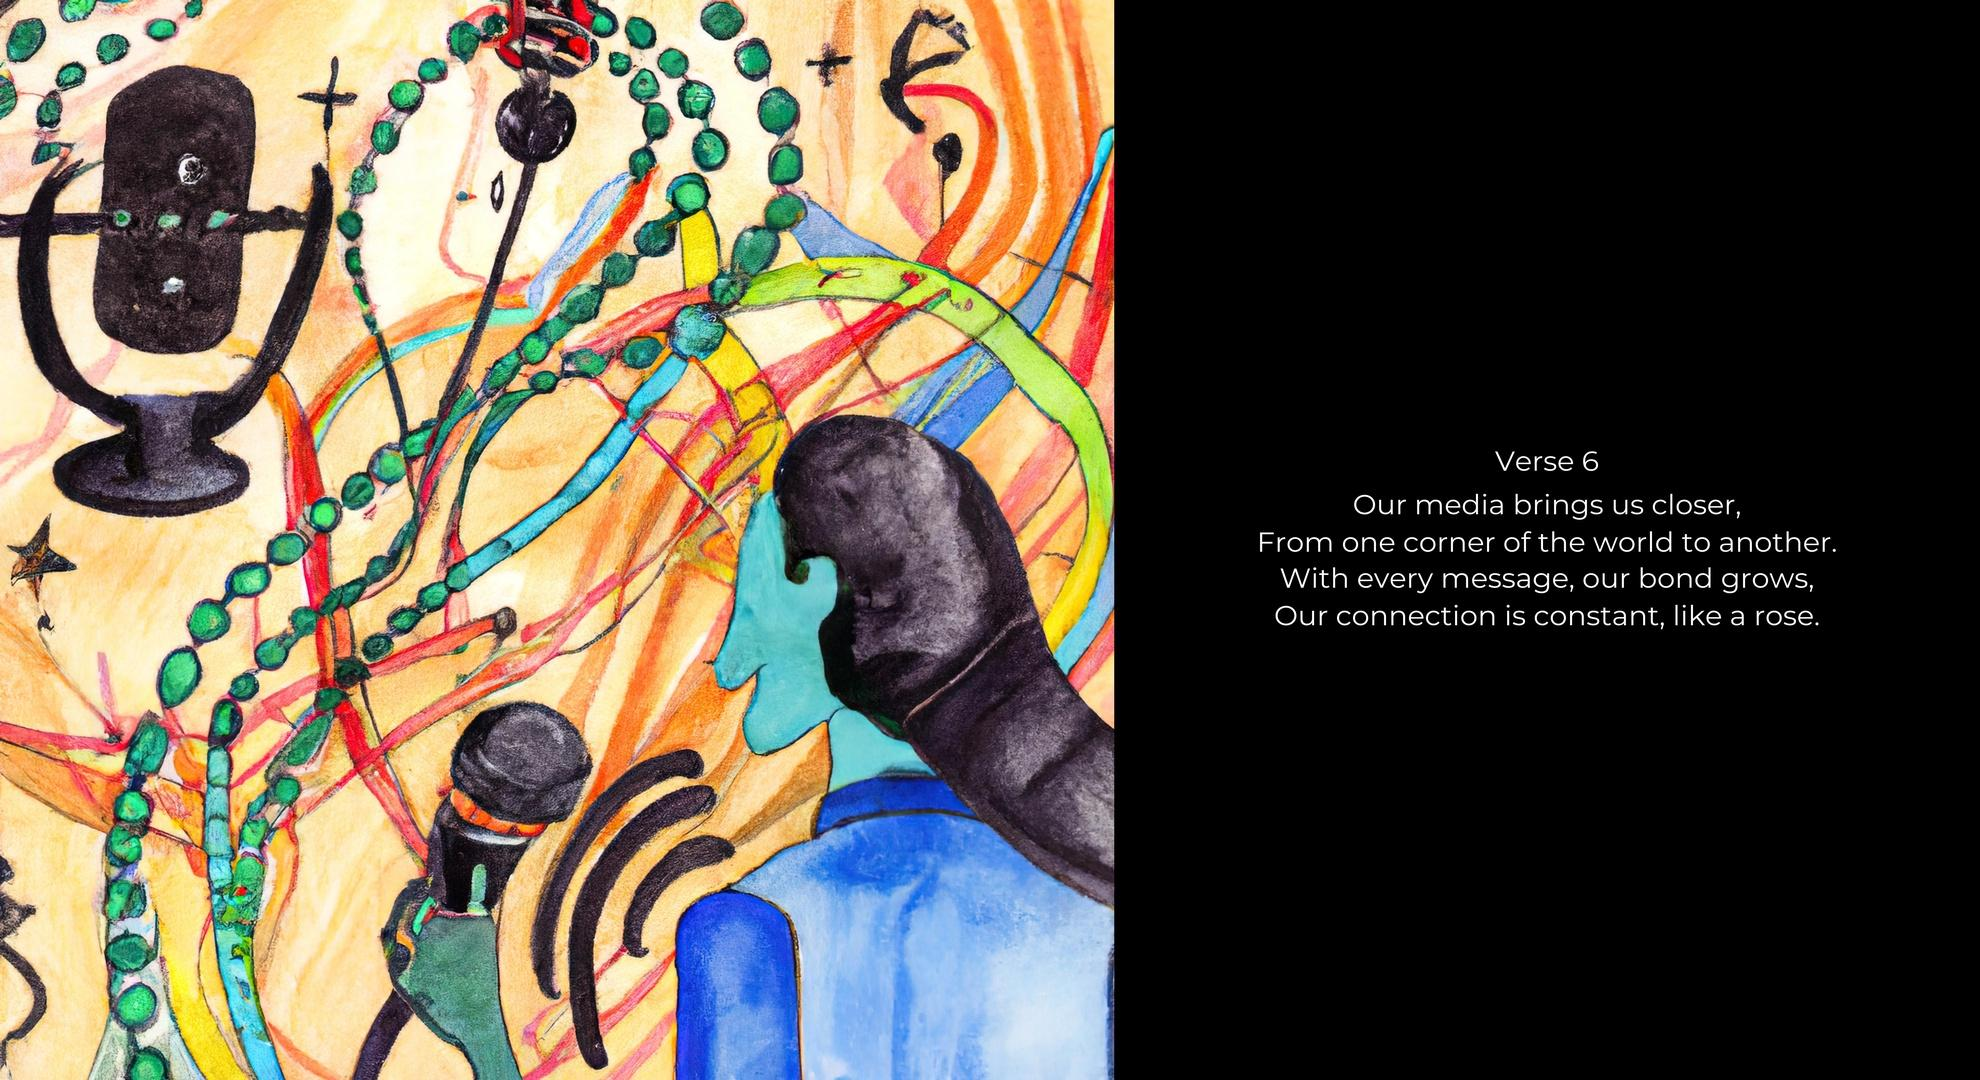 Verse 6
Our media brings us closer,
From one corner of the world to another.
With every message, our bond grows,
Our connection is constant, like a rose.